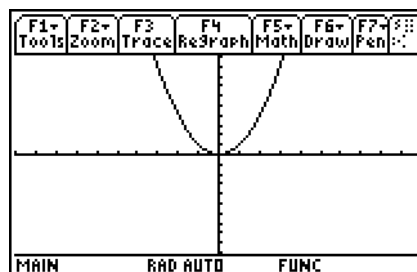 F1 F2 F3 F4 F5 F6 F7
Tools Zoom Trace ReGraph Math Draw Pen
MAIN RAD AUTO FUNC